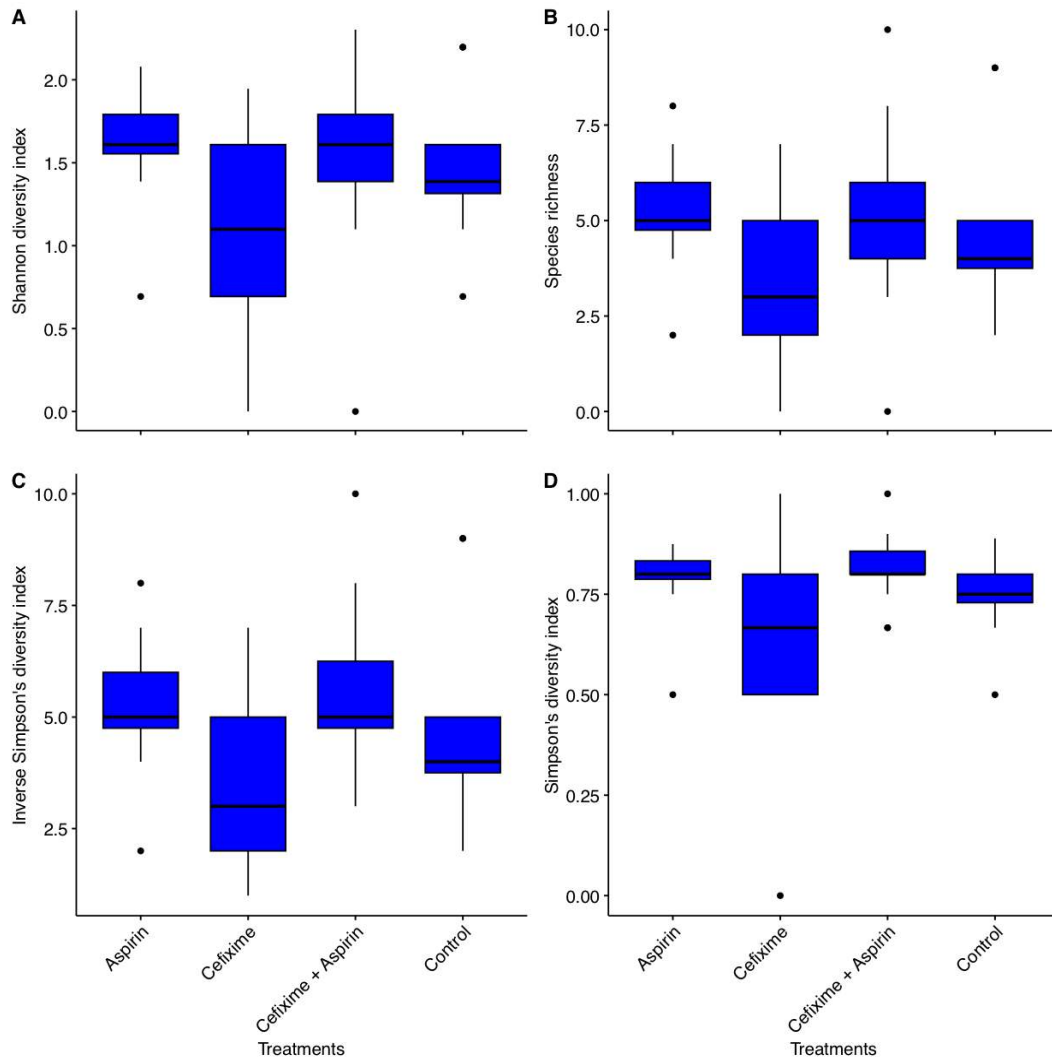 A
Shannon diversity index
2.0
1.5
1.0
0.5
0.0
B
Species richness
10.0
7.5
5.0
2.5
0.0
C
Inverse Simpson's diversity index
10.0
7.5
5.0
2.5
Aspirin
Cefixime
Cefixime + Aspirin
Control
Treatments
D
Simpson's diversity index
1.00
0.75
0.50
0.25
0.00
Aspirin
Cefixime
Cefixime + Aspirin
Control
Treatments